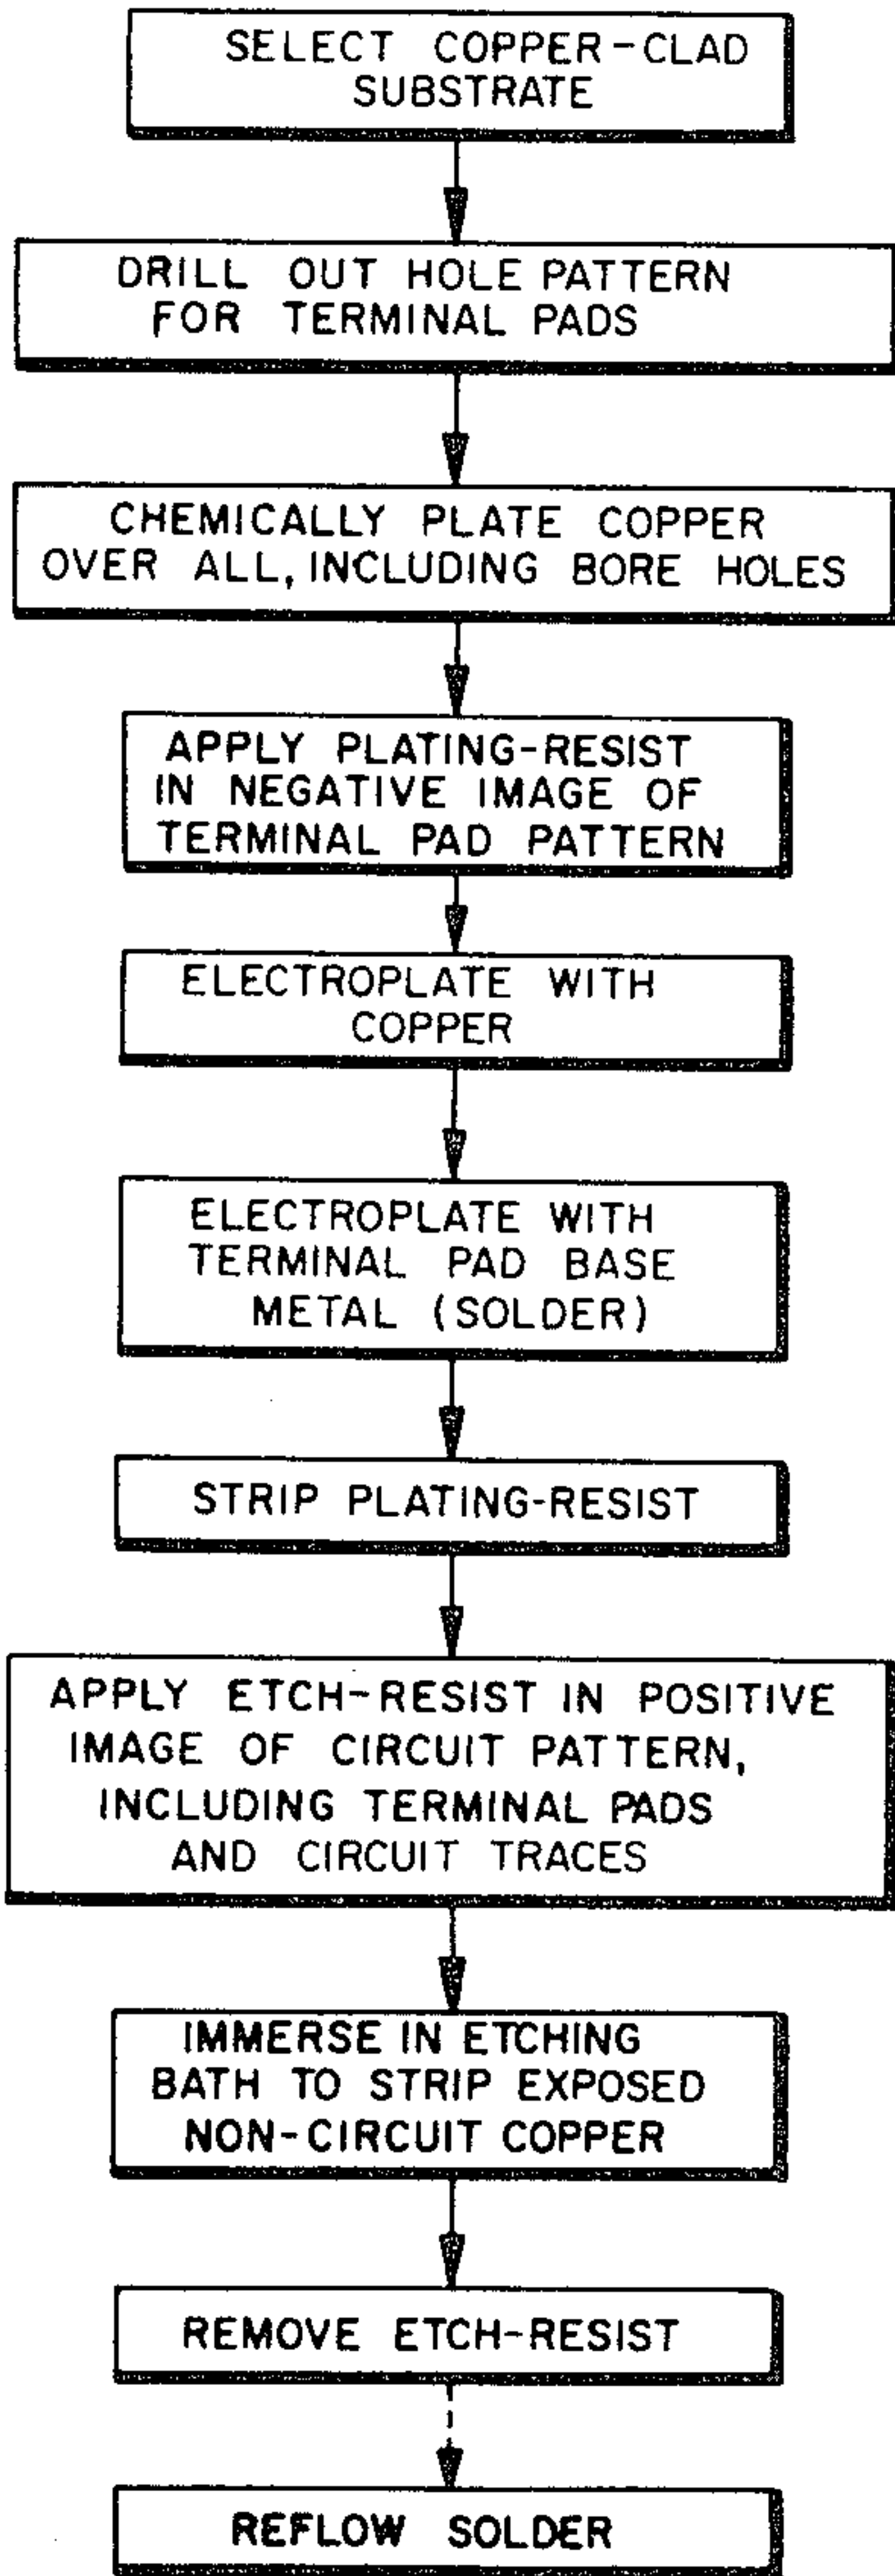 SELECT COPPER-CLAD
SUBSTRATE
DRILL OUT HOLE PATTERN
FOR TERMINAL PADS
CHEMICALLY PLATE COPPER
OVER ALL, INCLUDING BORE HOLES
APPLY PLATING-RESIST
IN NEGATIVE IMAGE OF
TERMINAL PAD PATTERN
ELECTROPLATE WITH
COPPER
ELECTROPLATE WITH
TERMINAL PAD BASE
METAL (SOLDER)
STRIP PLATING-RESIST
APPLY ETCH-RESIST IN POSITIVE
IMAGE OF CIRCUIT PATTERN,
INCLUDING TERMINAL PADS
AND CIRCUIT TRACES
IMMERSE IN ETCHING
BATH TO STRIP EXPOSED
NON-CIRCUIT COPPER
REMOVE ETCH-RESIST
REFLOW SOLDER